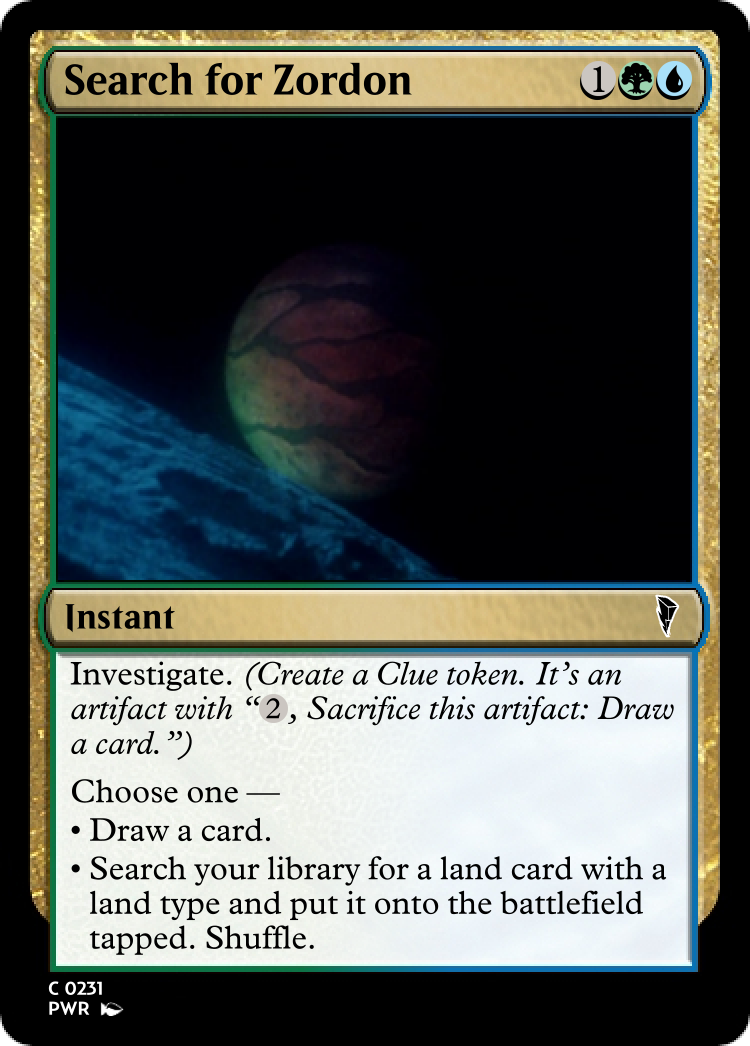 Search for Zordon 1
Instant
Investigate. (Create a Clue token. It’s an
artifact with “2, Sacrifice this artifact: Draw
a card.”)
Choose one —
• Draw a card.
• Search your library for a land card with a
land type and put it onto the battlefield
tapped. Shuffle.
C 0231
PWR